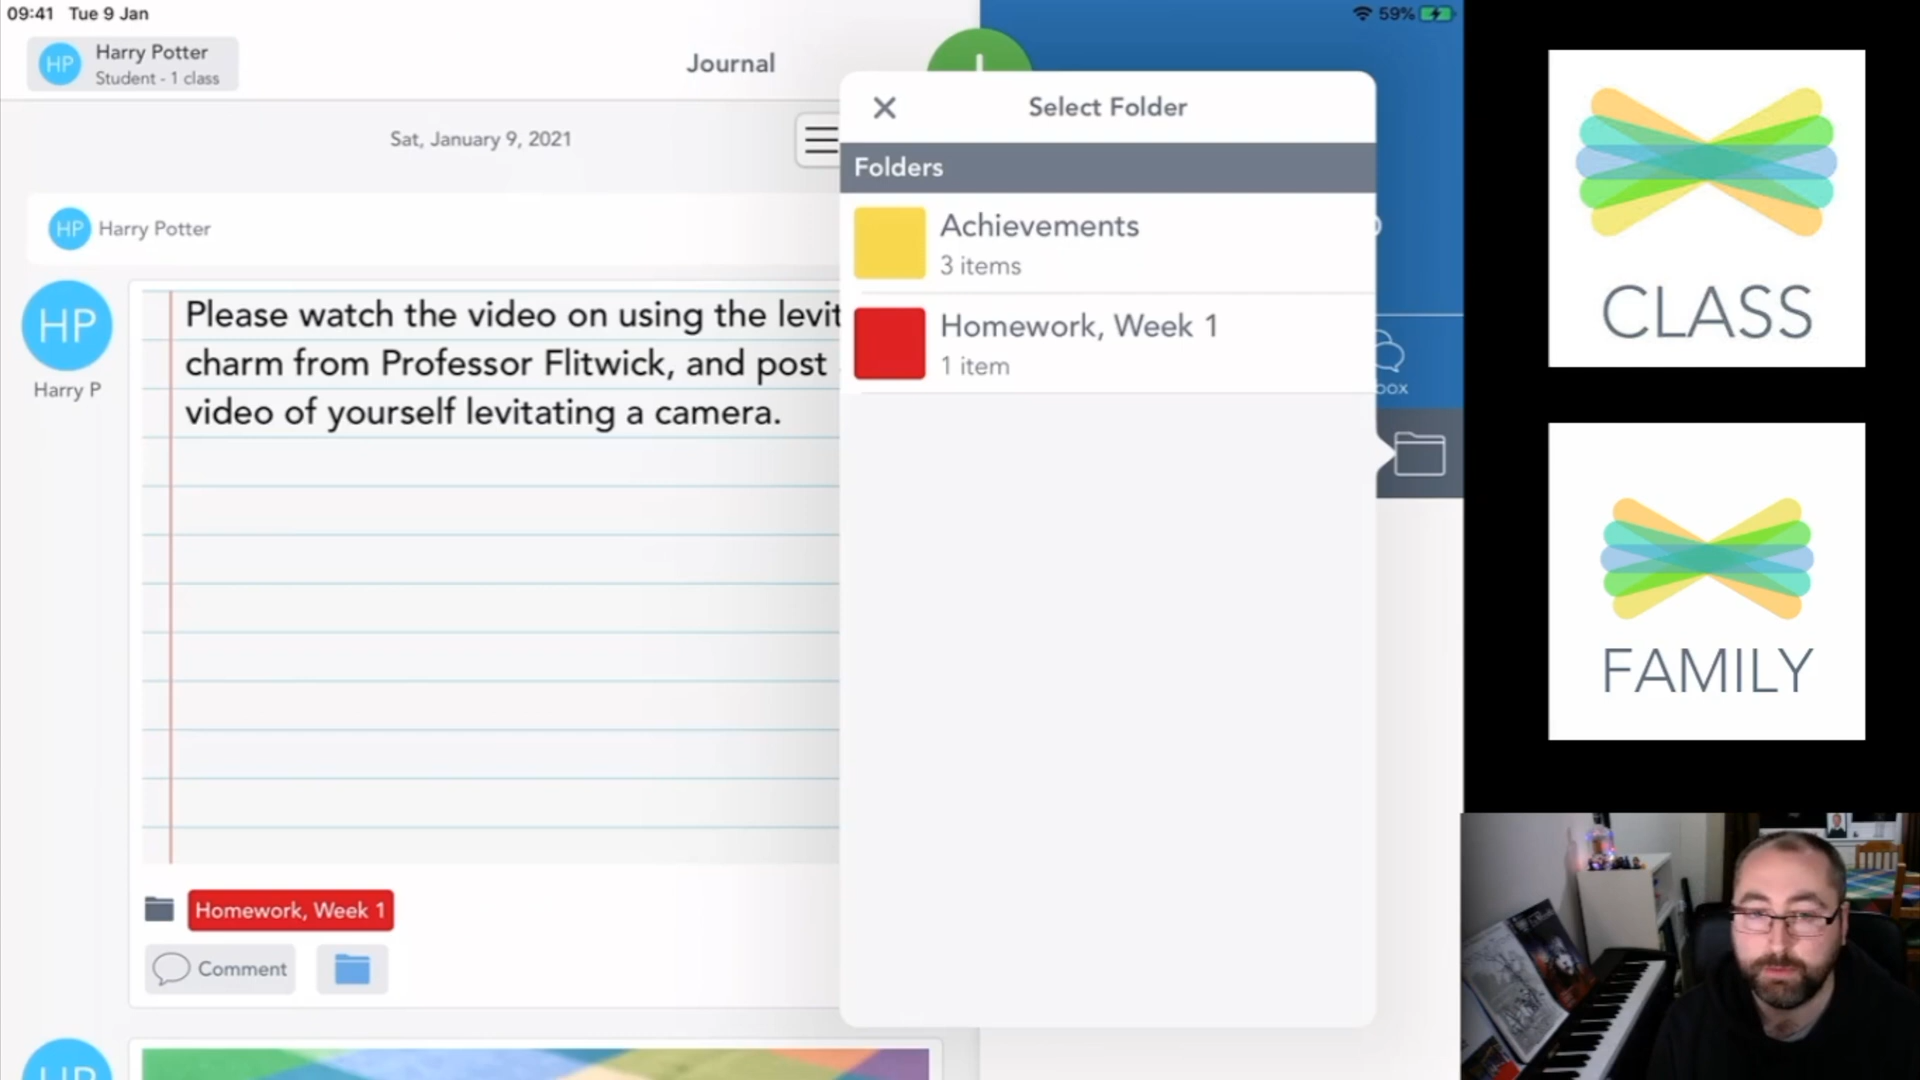 09:41 Tue 9 Jan
59%
HP
Harry Potter
Student - 1 class
Journal
Sat, January 9, 2021
HP Harry Potter
HP
Harry P
Please watch the video on using the levit
charm from Professor Flitwick, and post
video of yourself levitating a camera.
Homework, Week 1
Comment
HP
Select Folder
Folders
Achievements
3 items
Homework, Week 1
1 item
box
CLASS
FAMILY